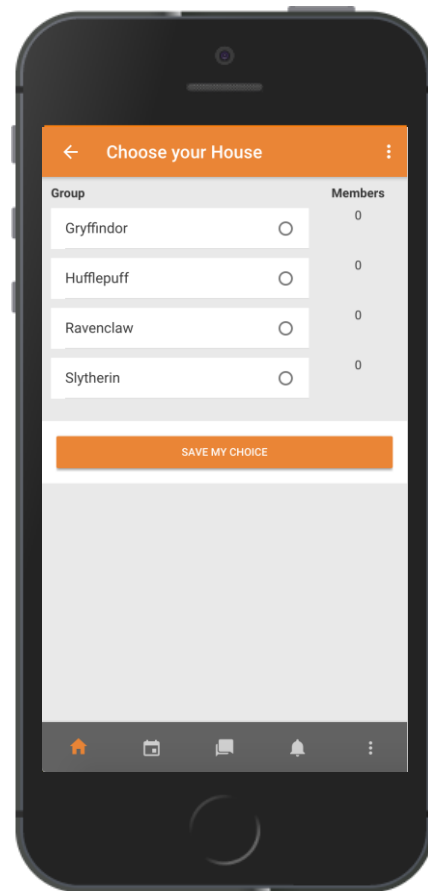 Choose your House
Group Members
Gryffindor 0
Hufflepuff 0
Ravenclaw 0
Slytherin 0
SAVE MY CHOICE